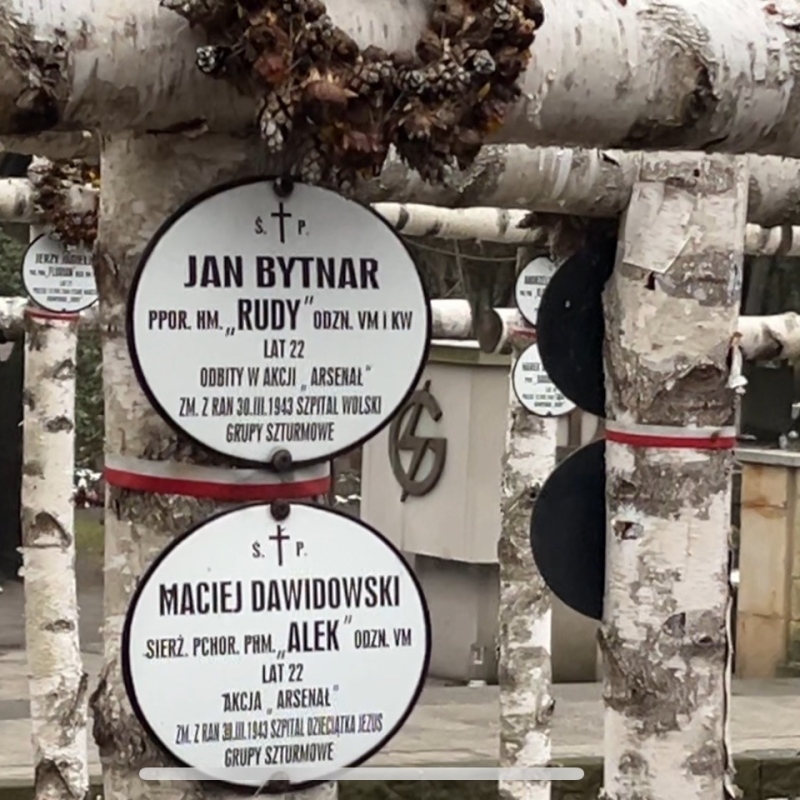 Ś. P.
JAN BYTNAR
PPOR. HM. „RUDY” ODZN. VM I KW
LAT 22
ODBITY W AKCJI „ARSENAŁ”
ZM. Z RAN 30.III.1943 SZPITAL WOLSKI
GRUPY SZTURMOWE
Ś. P.
MACIEJ DAWIDOWSKI
SIERŻ. PCHOR. PHM. „ALEK” ODZN. VM
LAT 22
AKCJA „ARSENAŁ”
ZM. Z RAN 30.III.1943 SZPITAL DZIECIĄTKA JEZUS
GRUPY SZTURMOWE
JERZY